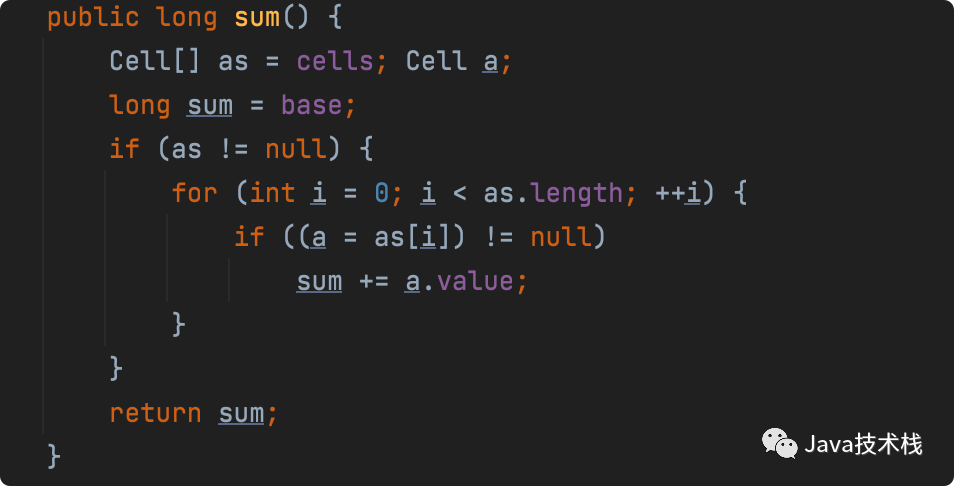 public long sum() {
    Cell[] as = cells; Cell a;
    long sum = base;
    if (as != null) {
        for (int i = 0; i < as.length; ++i) {
            if ((a = as[i]) != null)
                sum += a.value;
        }
    }
    return sum;
}
Java技术栈